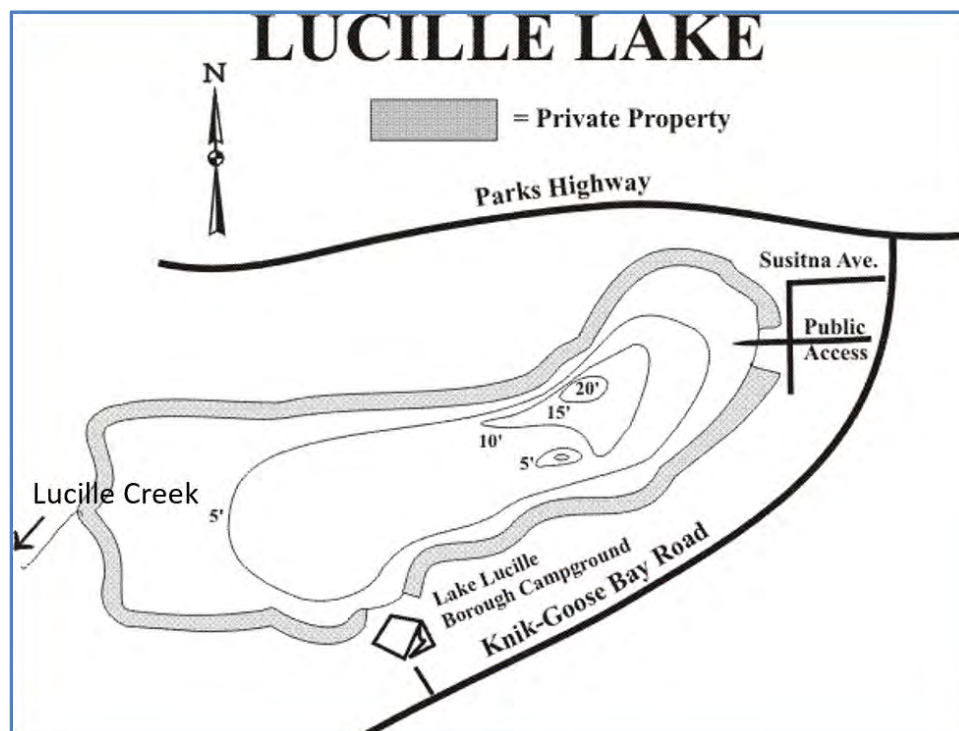 LUCILLE LAKE
N
= Private Property
Parks Highway
Susitna Ave.
Public
Access
20'
15'
10'
5'
Lucille Creek
5'
Lake Lucille
Borough Campground
Knik-Goose Bay Road